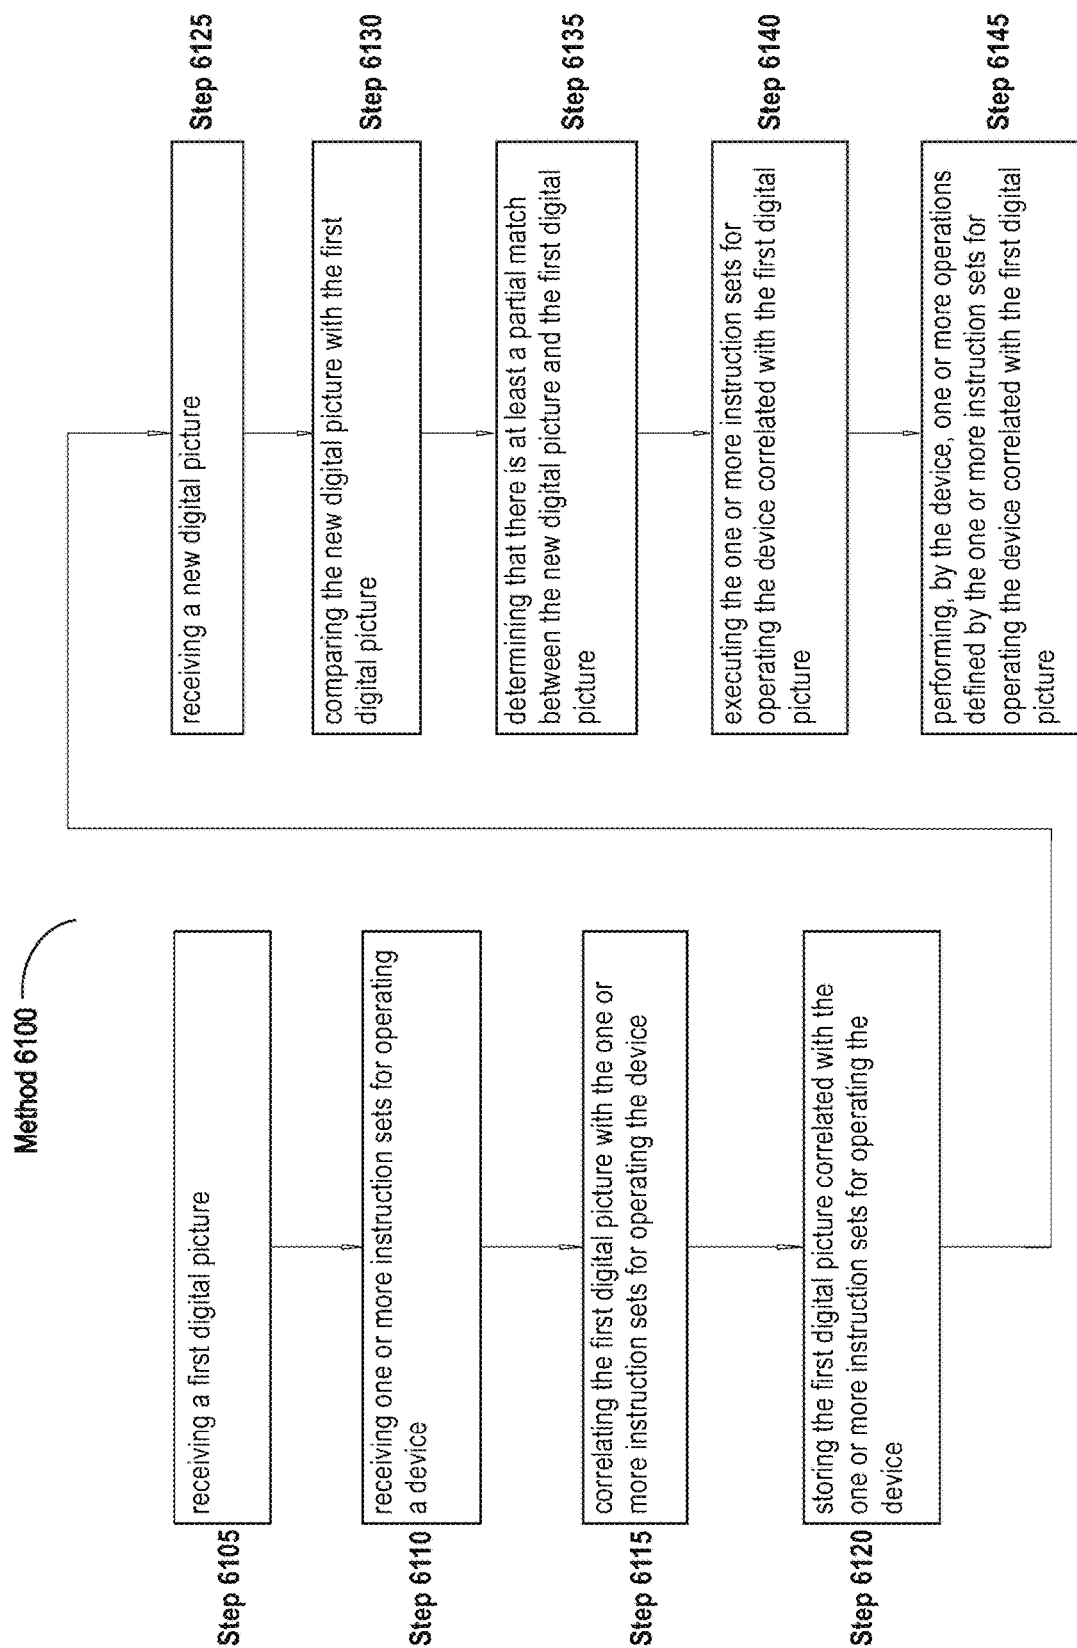 Method 6100
Step 6105
receiving a first digital picture
Step 6110
receiving one or more instruction sets for operating
a device
Step 6115
correlating the first digital picture with the one or
more instruction sets for operating the device
Step 6120
storing the first digital picture correlated with the
one or more instruction sets for operating the
device
Step 6125
receiving a new digital picture
Step 6130
comparing the new digital picture with the first
digital picture
Step 6135
determining that there is at least a partial match
between the new digital picture and the first digital
picture
Step 6140
executing the one or more instruction sets for
operating the device correlated with the first digital
picture
Step 6145
performing, by the device, one or more operations
defined by the one or more instruction sets for
operating the device correlated with the first digital
picture